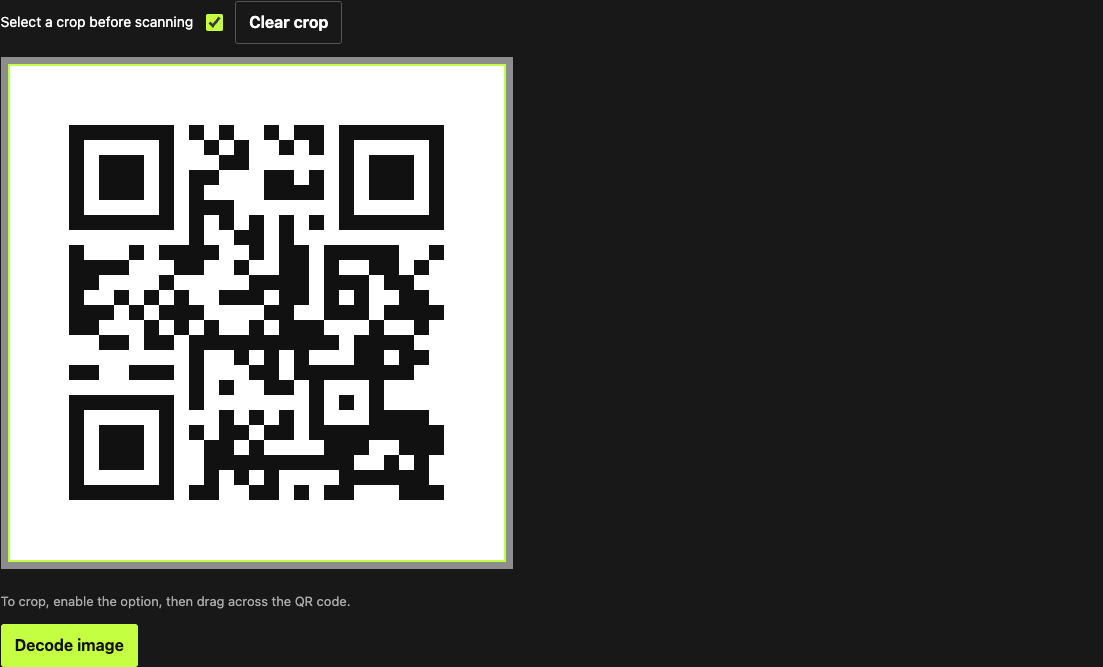 Select a crop before scanning
Clear crop
To crop, enable the option, then drag across the QR code.
Decode image